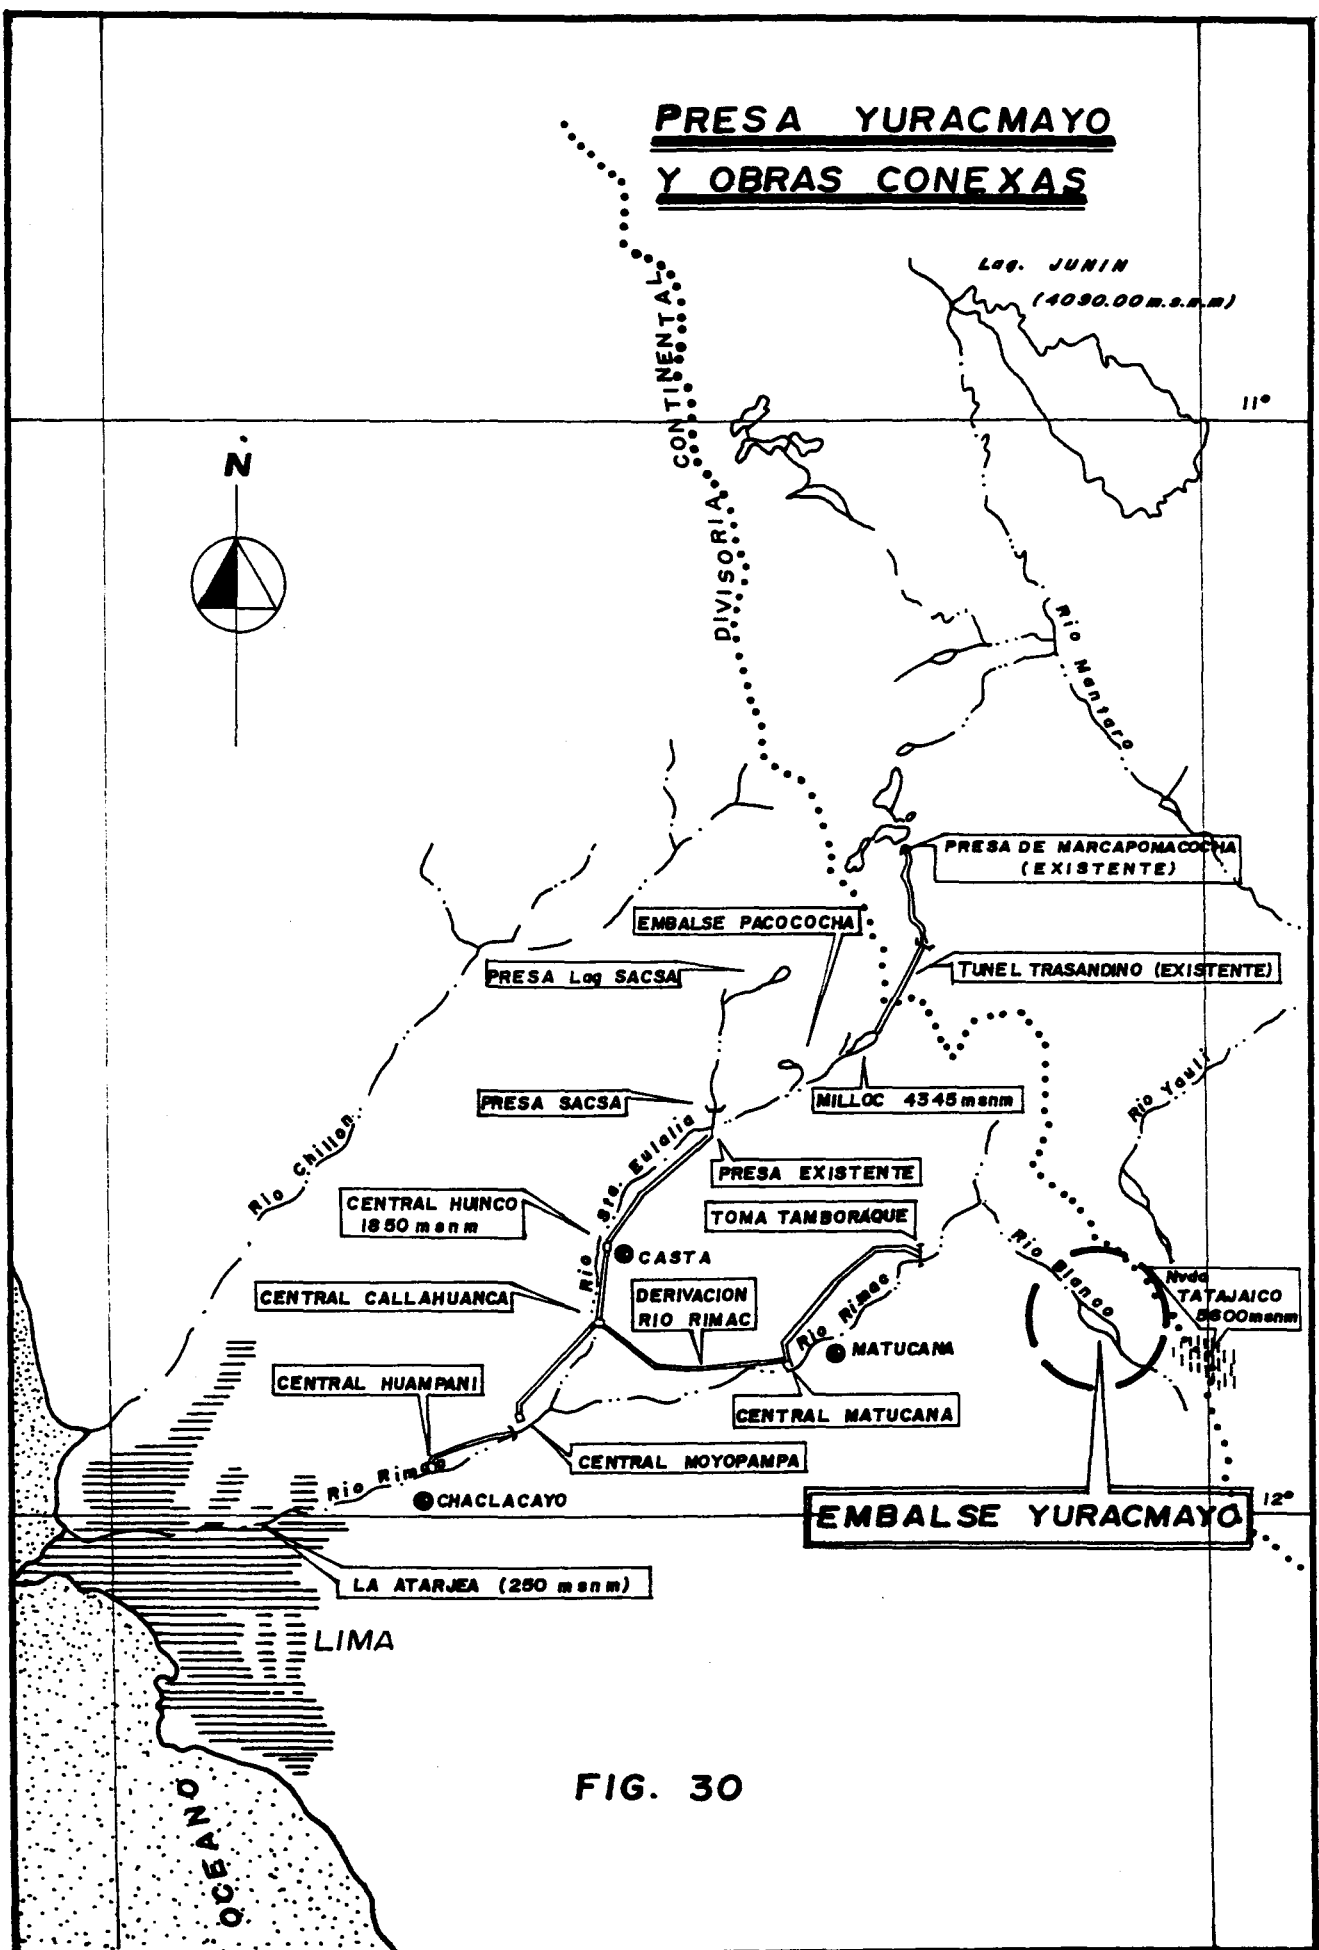 PRESA YURACMAYO
Y OBRAS CONEXAS
Lag. JUNIN
(4090.00 m.s.n.m)
11°
N
DIVISORIA CONTINENTAL
Rio Mantaro
PRESA DE MARCAPOMACOCHA
(EXISTENTE)
EMBALSE PACOCOCHA
TUNEL TRASANDINO (EXISTENTE)
PRESA Lag SACSA
PRESA SACSA
MILLOC 4345 msnm
Rio Yauli
Rio Chillon
Rio Sta. Eulalia
PRESA EXISTENTE
CENTRAL HUINCO
1850 msnm
TOMA TAMBORAQUE
CASTA
Rio Blanco
CENTRAL CALLAHUANCA
DERIVACION
RIO RIMAC
Rio Rimac
Nvdo
TATAJAICO
5600msnm
MATUCANA
CENTRAL HUAMPANI
CENTRAL MATUCANA
CENTRAL MOYOPAMPA
Rio Rimac
CHACLACAYO
EMBALSE YURACMAYO
12°
LA ATARJEA (250 msnm)
LIMA
FIG. 30
OCEANO